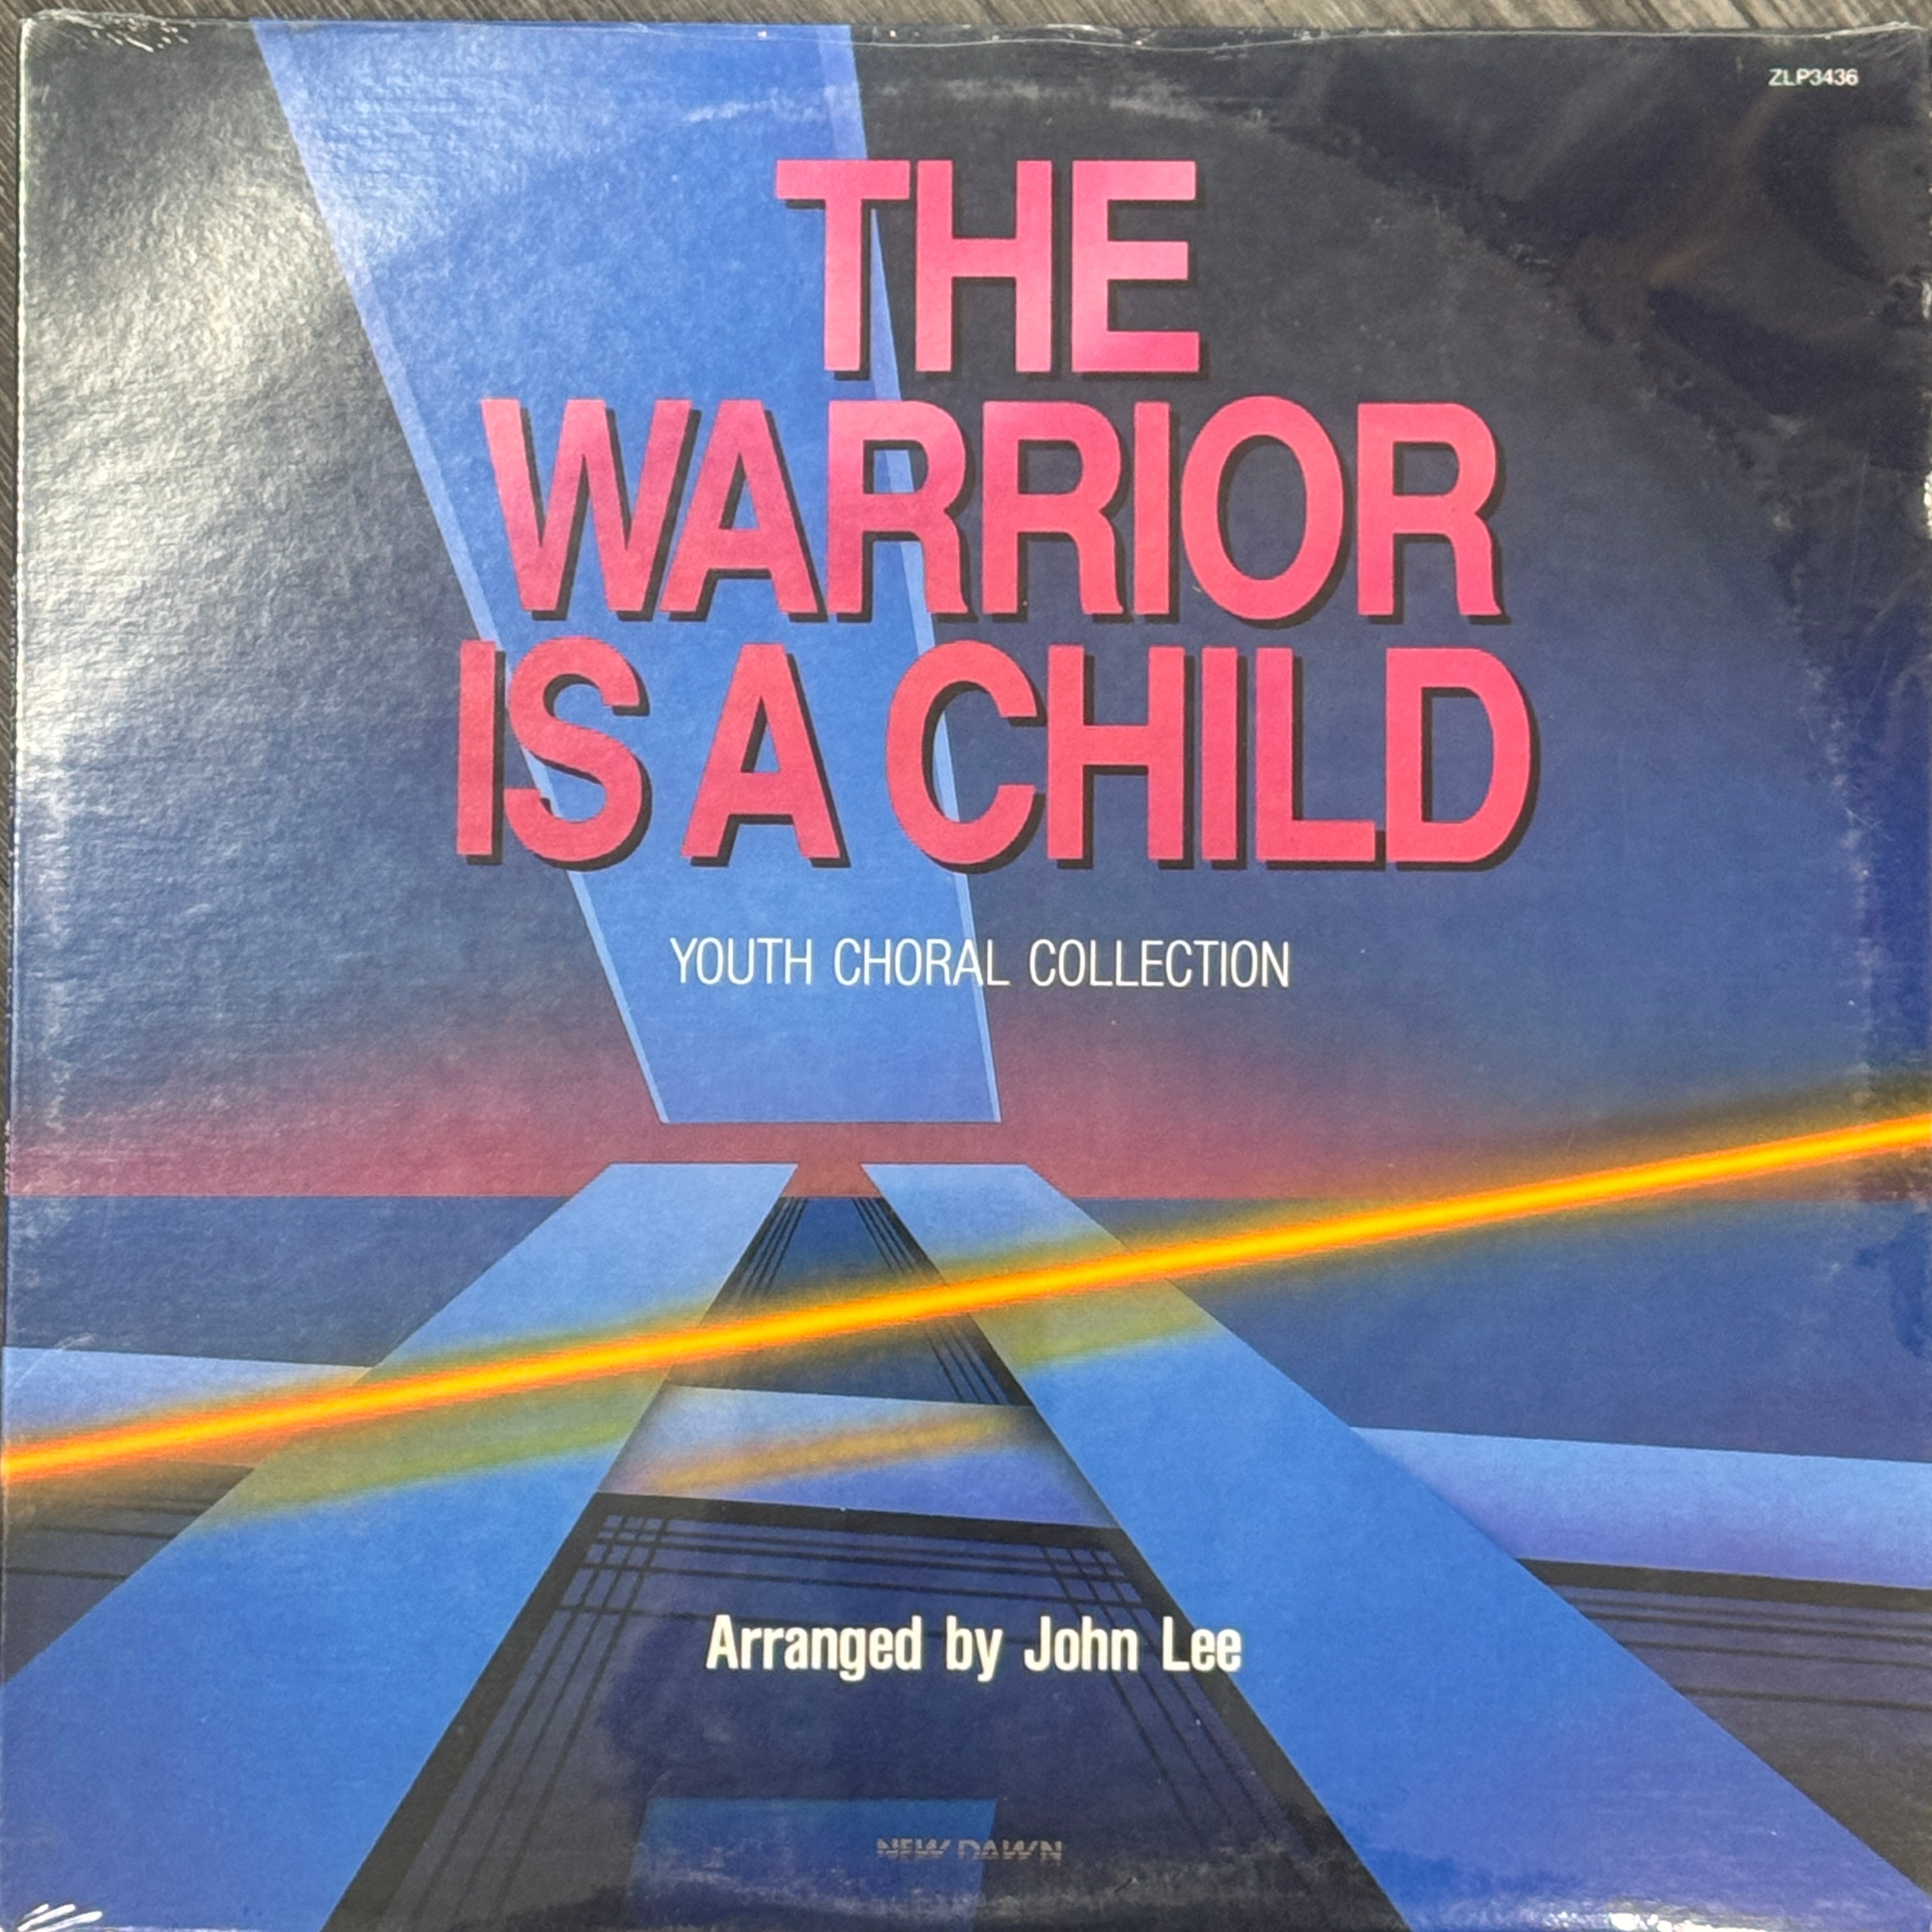 ZLP3436
THE
WARRIOR
IS A CHILD
YOUTH CHORAL COLLECTION
Arranged by John Lee
NEW DAWN